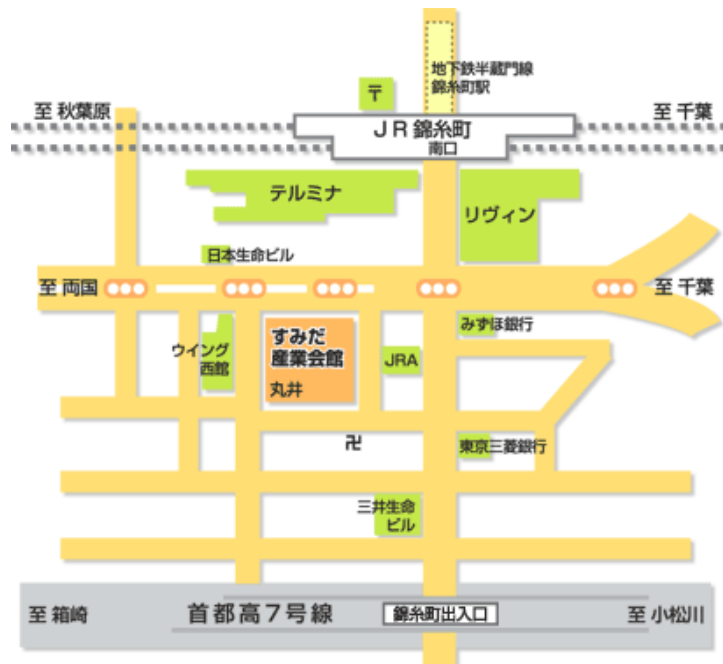 地下鉄半蔵門線
錦糸町駅
〒
至 秋葉原
JR 錦糸町
至 千葉
南口
テルミナ
リヴィン
日本生命ビル
至 両国
至 千葉
みずほ銀行
すみだ
産業会館
ウイング
西館
JRA
丸井
卍
東京三菱銀行
三井生命
ビル
至 箱崎
首都高7号線
錦糸町出入口
至 小松川